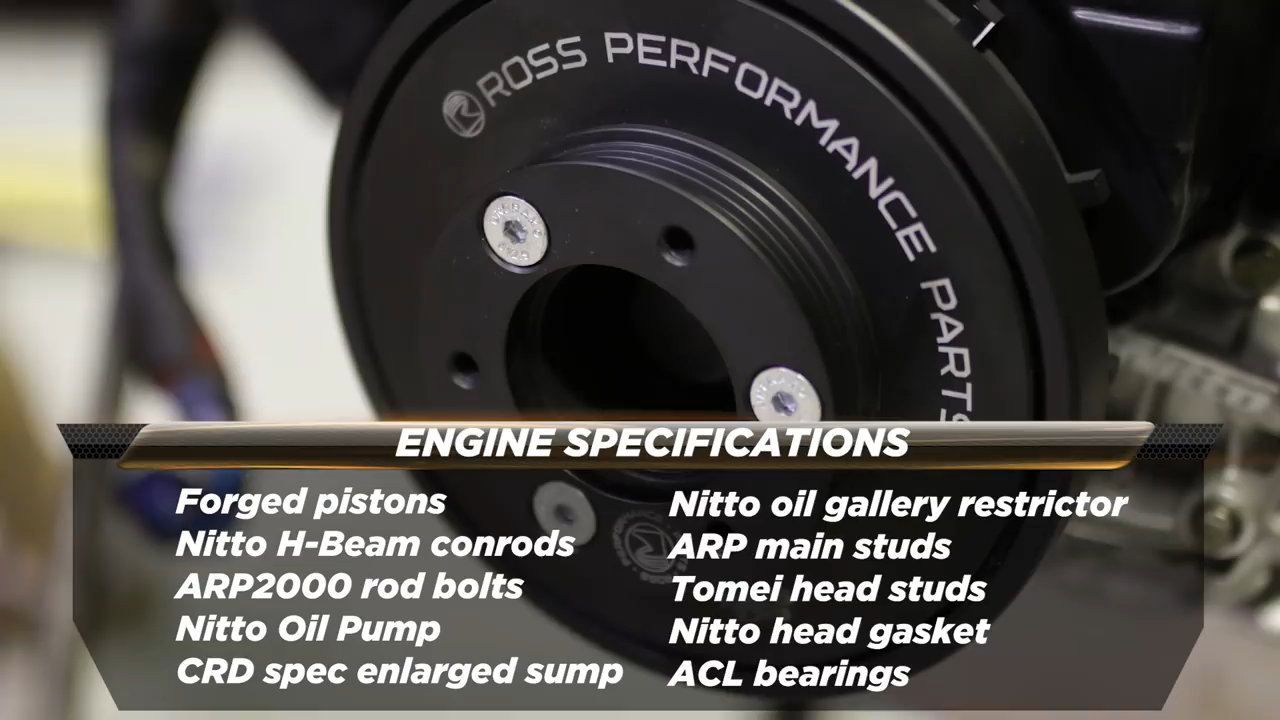 ROSS PERFORMANCE PARTS
NITTO
ENGINE SPECIFICATIONS
Forged pistons
Nitto H-Beam conrods
ARP2000 rod bolts
Nitto Oil Pump
CRD spec enlarged sump
Nitto oil gallery restrictor
ARP main studs
Tomei head studs
Nitto head gasket
ACL bearings